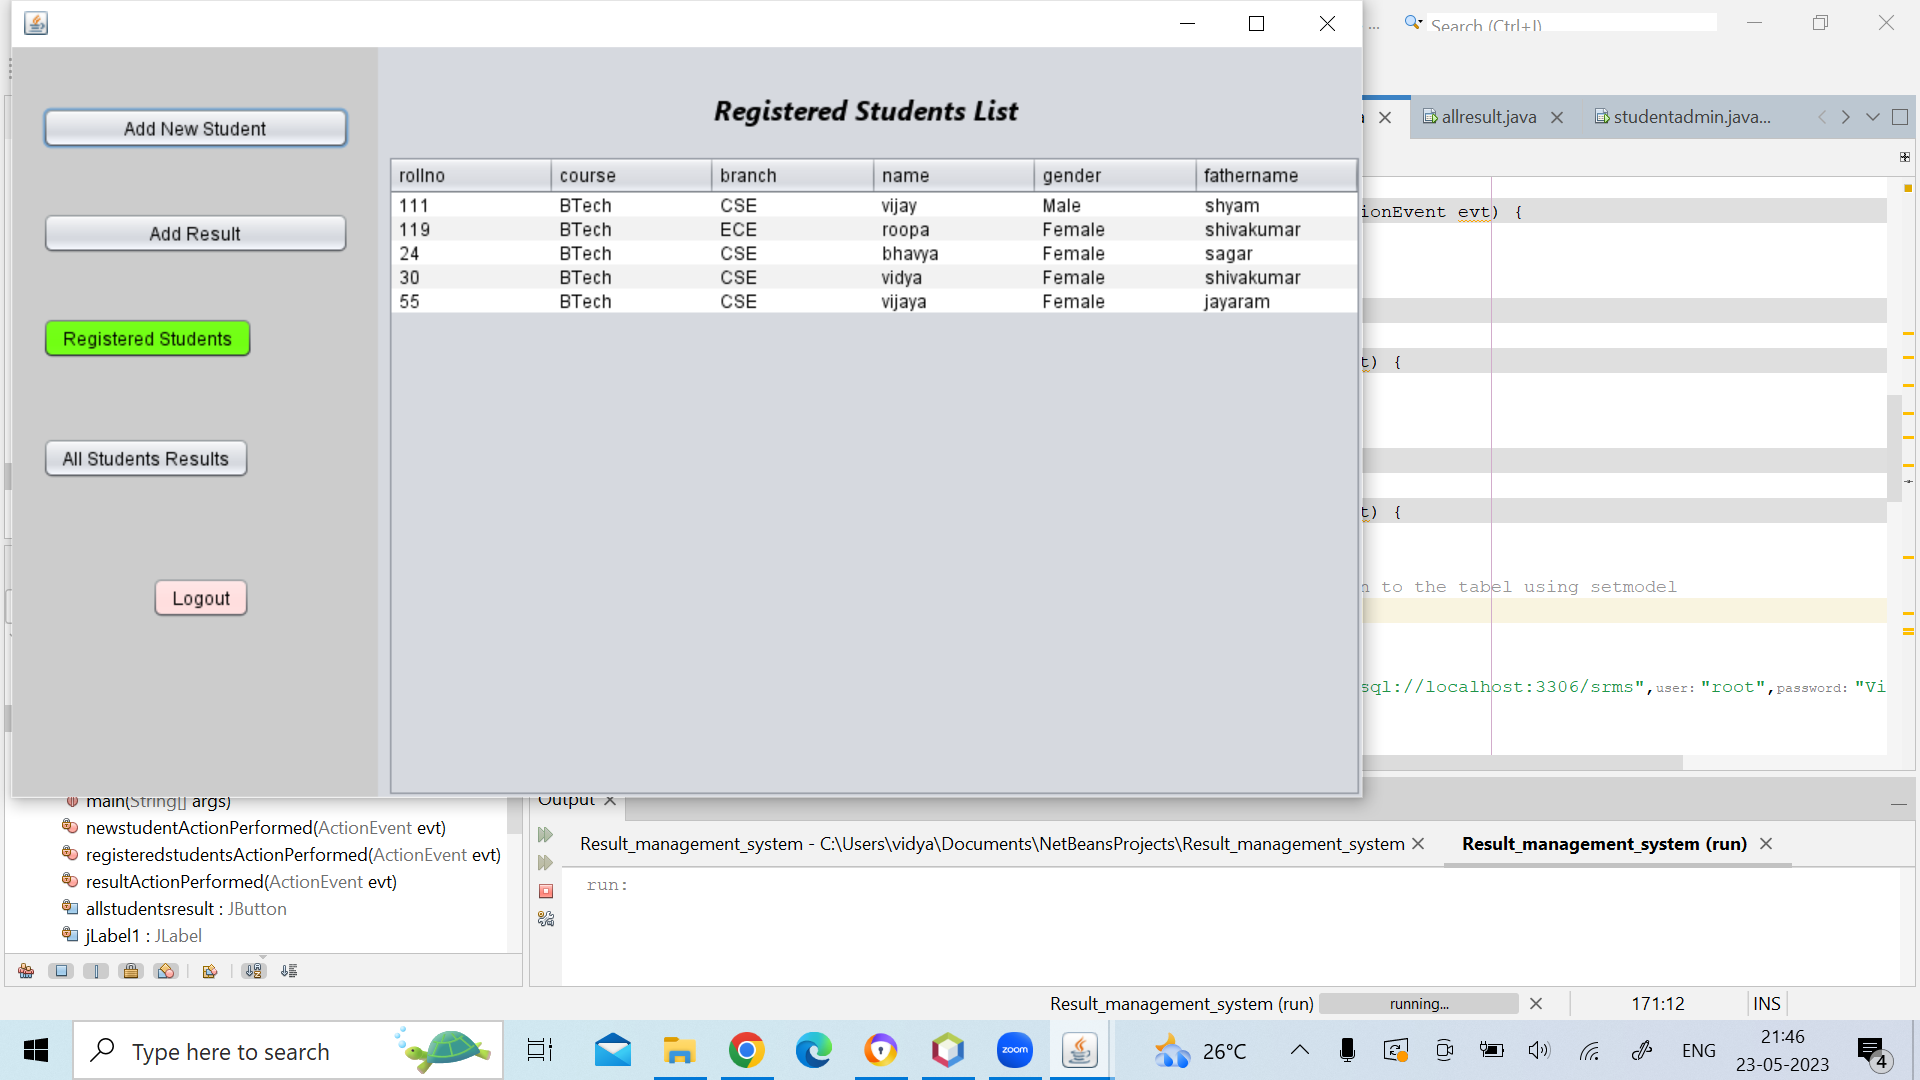 ... Search (Ctrl+I)
Add New Student
Add Result
Registered Students
All Students Results
Logout
Registered Students List
rollno course branch name gender fathername
111 BTech CSE vijay Male shyam
119 BTech ECE roopa Female shivakumar
24 BTech CSE bhavya Female sagar
30 BTech CSE vidya Female shivakumar
55 BTech CSE vijaya Female jayaram
allresult.java studentadmin.java...
ionEvent evt) {
t) {
t) {
n to the tabel using setmodel
sql://localhost:3306/srms",user: "root",password: "Vi
main(String[] args)
newstudentActionPerformed(ActionEvent evt)
registeredstudentsActionPerformed(ActionEvent evt)
resultActionPerformed(ActionEvent evt)
allstudentsresult : JButton
jLabel1 : JLabel
Output
Result_management_system - C:\Users\vidya\Documents\NetBeansProjects\Result_management_system Result_management_system (run)
run:
Result_management_system (run) running... 171:12 INS
Type here to search
zoom
26°C
ENG
21:46
23-05-2023
4